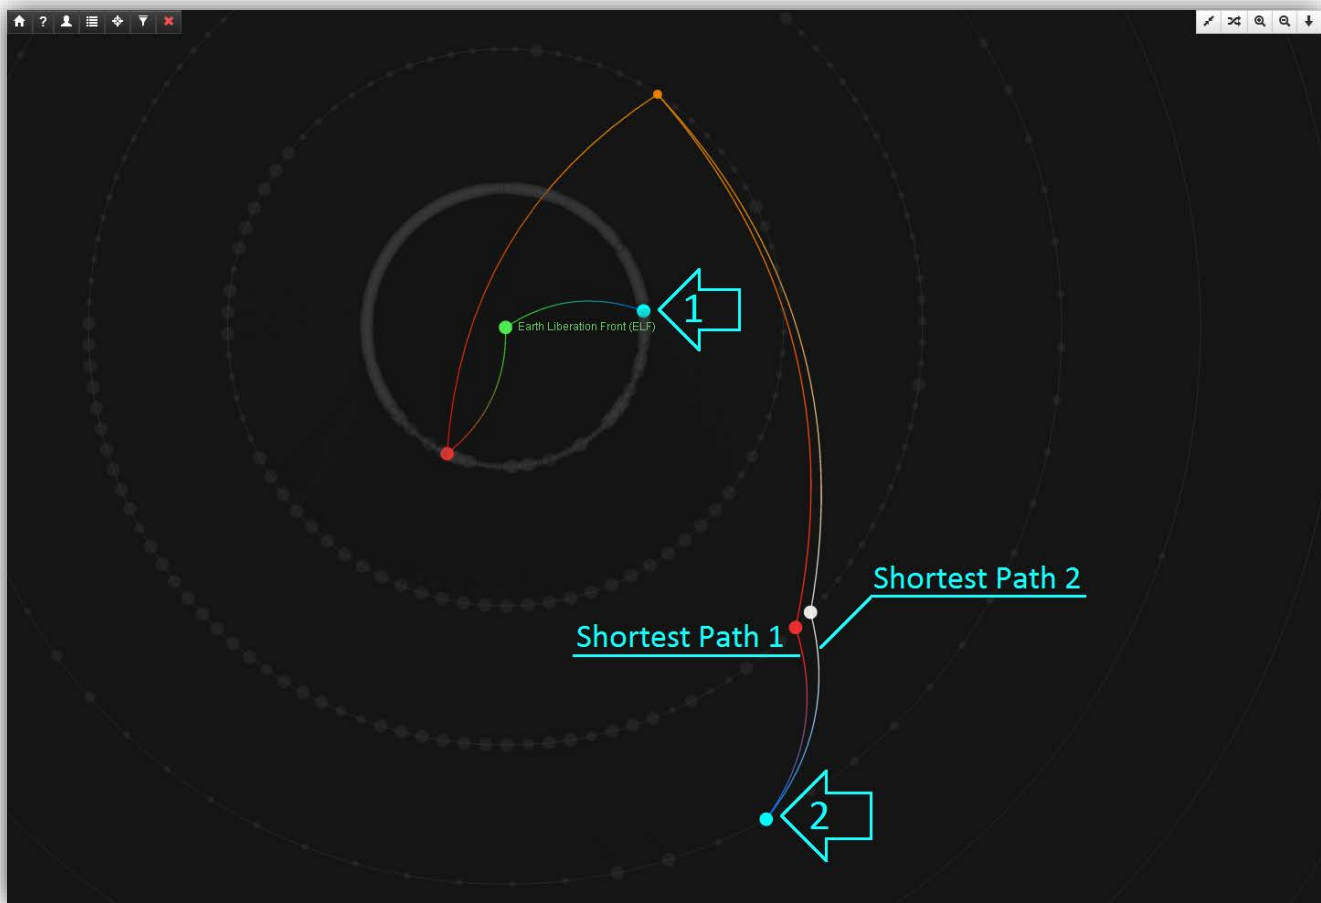 ?
1
Earth Liberation Front (ELF)
Shortest Path 2
Shortest Path 1
2